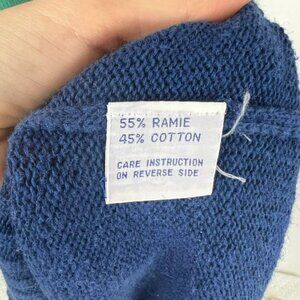 55% RAMIE
45% COTTON
CARE INSTRUCTION
ON REVERSE SIDE